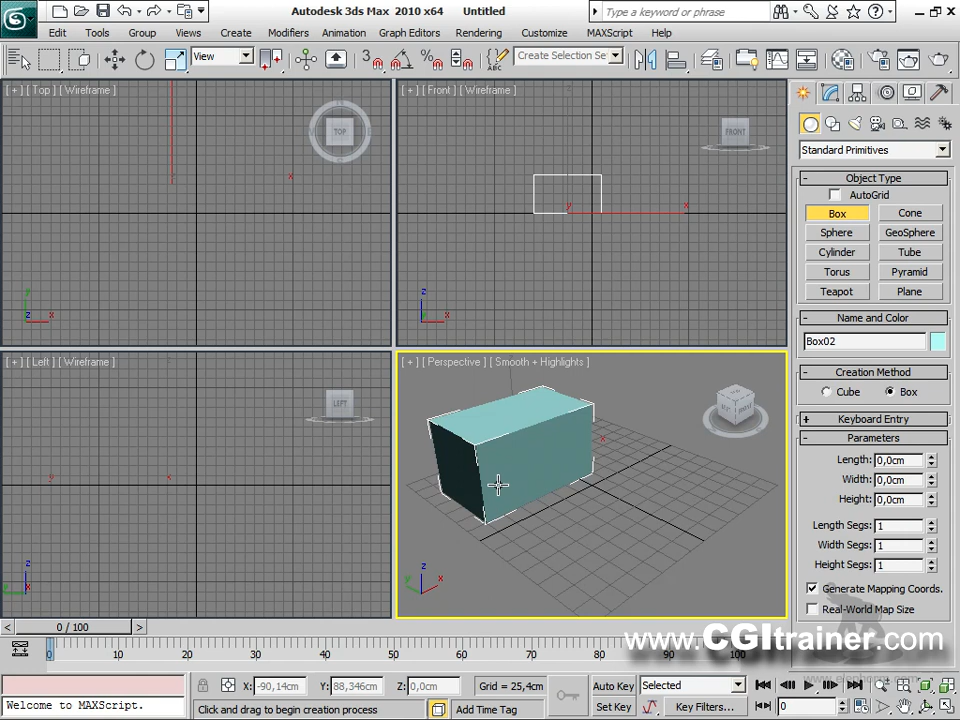 Autodesk 3ds Max 2010 x64 Untitled
Type a keyword or phrase
Edit Tools Group Views Create Modifiers Animation Graph Editors Rendering Customize MAXScript Help
View
3
Create Selection Se
[ + ] [ Top ] [ Wireframe ]
TOP
x
y
z
x
[ + ] [ Front ] [ Wireframe ]
FRONT
y
x
z
x
[ + ] [ Left ] [ Wireframe ]
LEFT
y
x
z
y
x
[ + ] [ Perspective ] [ Smooth + Highlights ]
x
z
y
x
Standard Primitives
- Object Type
AutoGrid
Box Cone
Sphere GeoSphere
Cylinder Tube
Torus Pyramid
Teapot Plane
- Name and Color
Box02
- Creation Method
Cube Box
+ Keyboard Entry
- Parameters
Length: 0,0cm
Width: 0,0cm
Height: 0,0cm
Length Segs: 1
Width Segs: 1
Height Segs: 1
Generate Mapping Coords.
Real-World Map Size
< 0 / 100 >
0 10 20 30 40 50 60 70 80 90 100
www.CGItrainer.com
X: -90,14cm Y: 88,346cm Z: 0,0cm Grid = 25,4cm
Auto Key Selected
Welcome to MAXScript.
Click and drag to begin creation process
Add Time Tag
Set Key Key Filters...
0